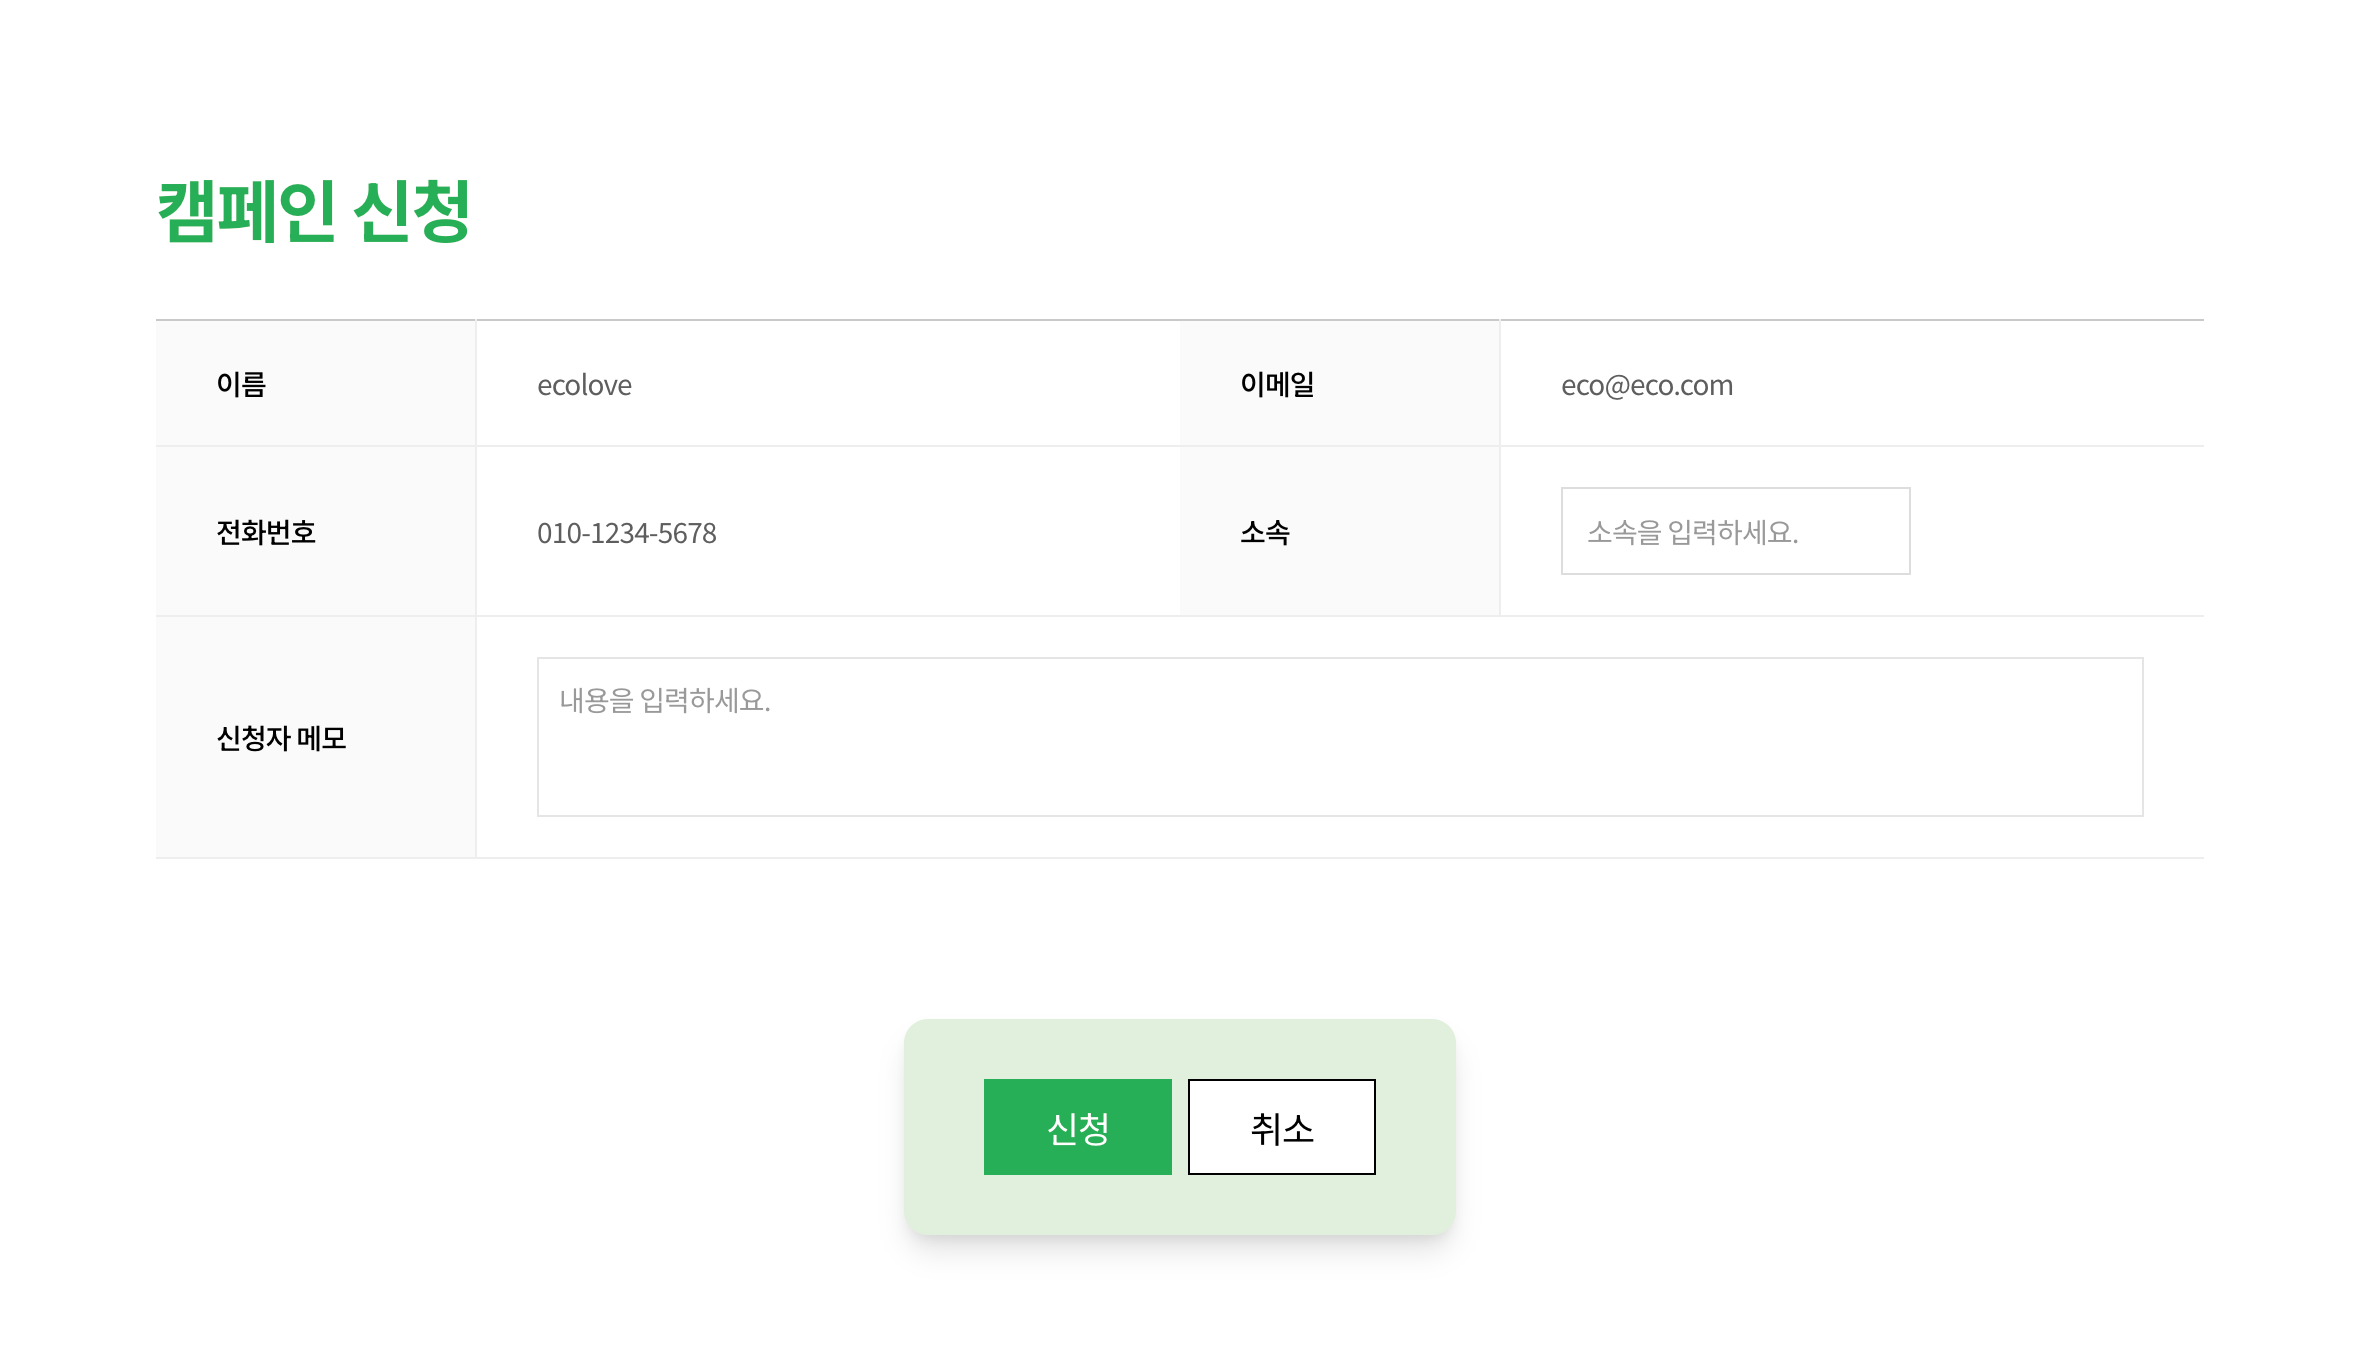 캠페인 신청
이름 ecolove 이메일 eco@eco.com
전화번호 010-1234-5678 소속 소속을 입력하세요.
신청자 메모 내용을 입력하세요.
신청 취소